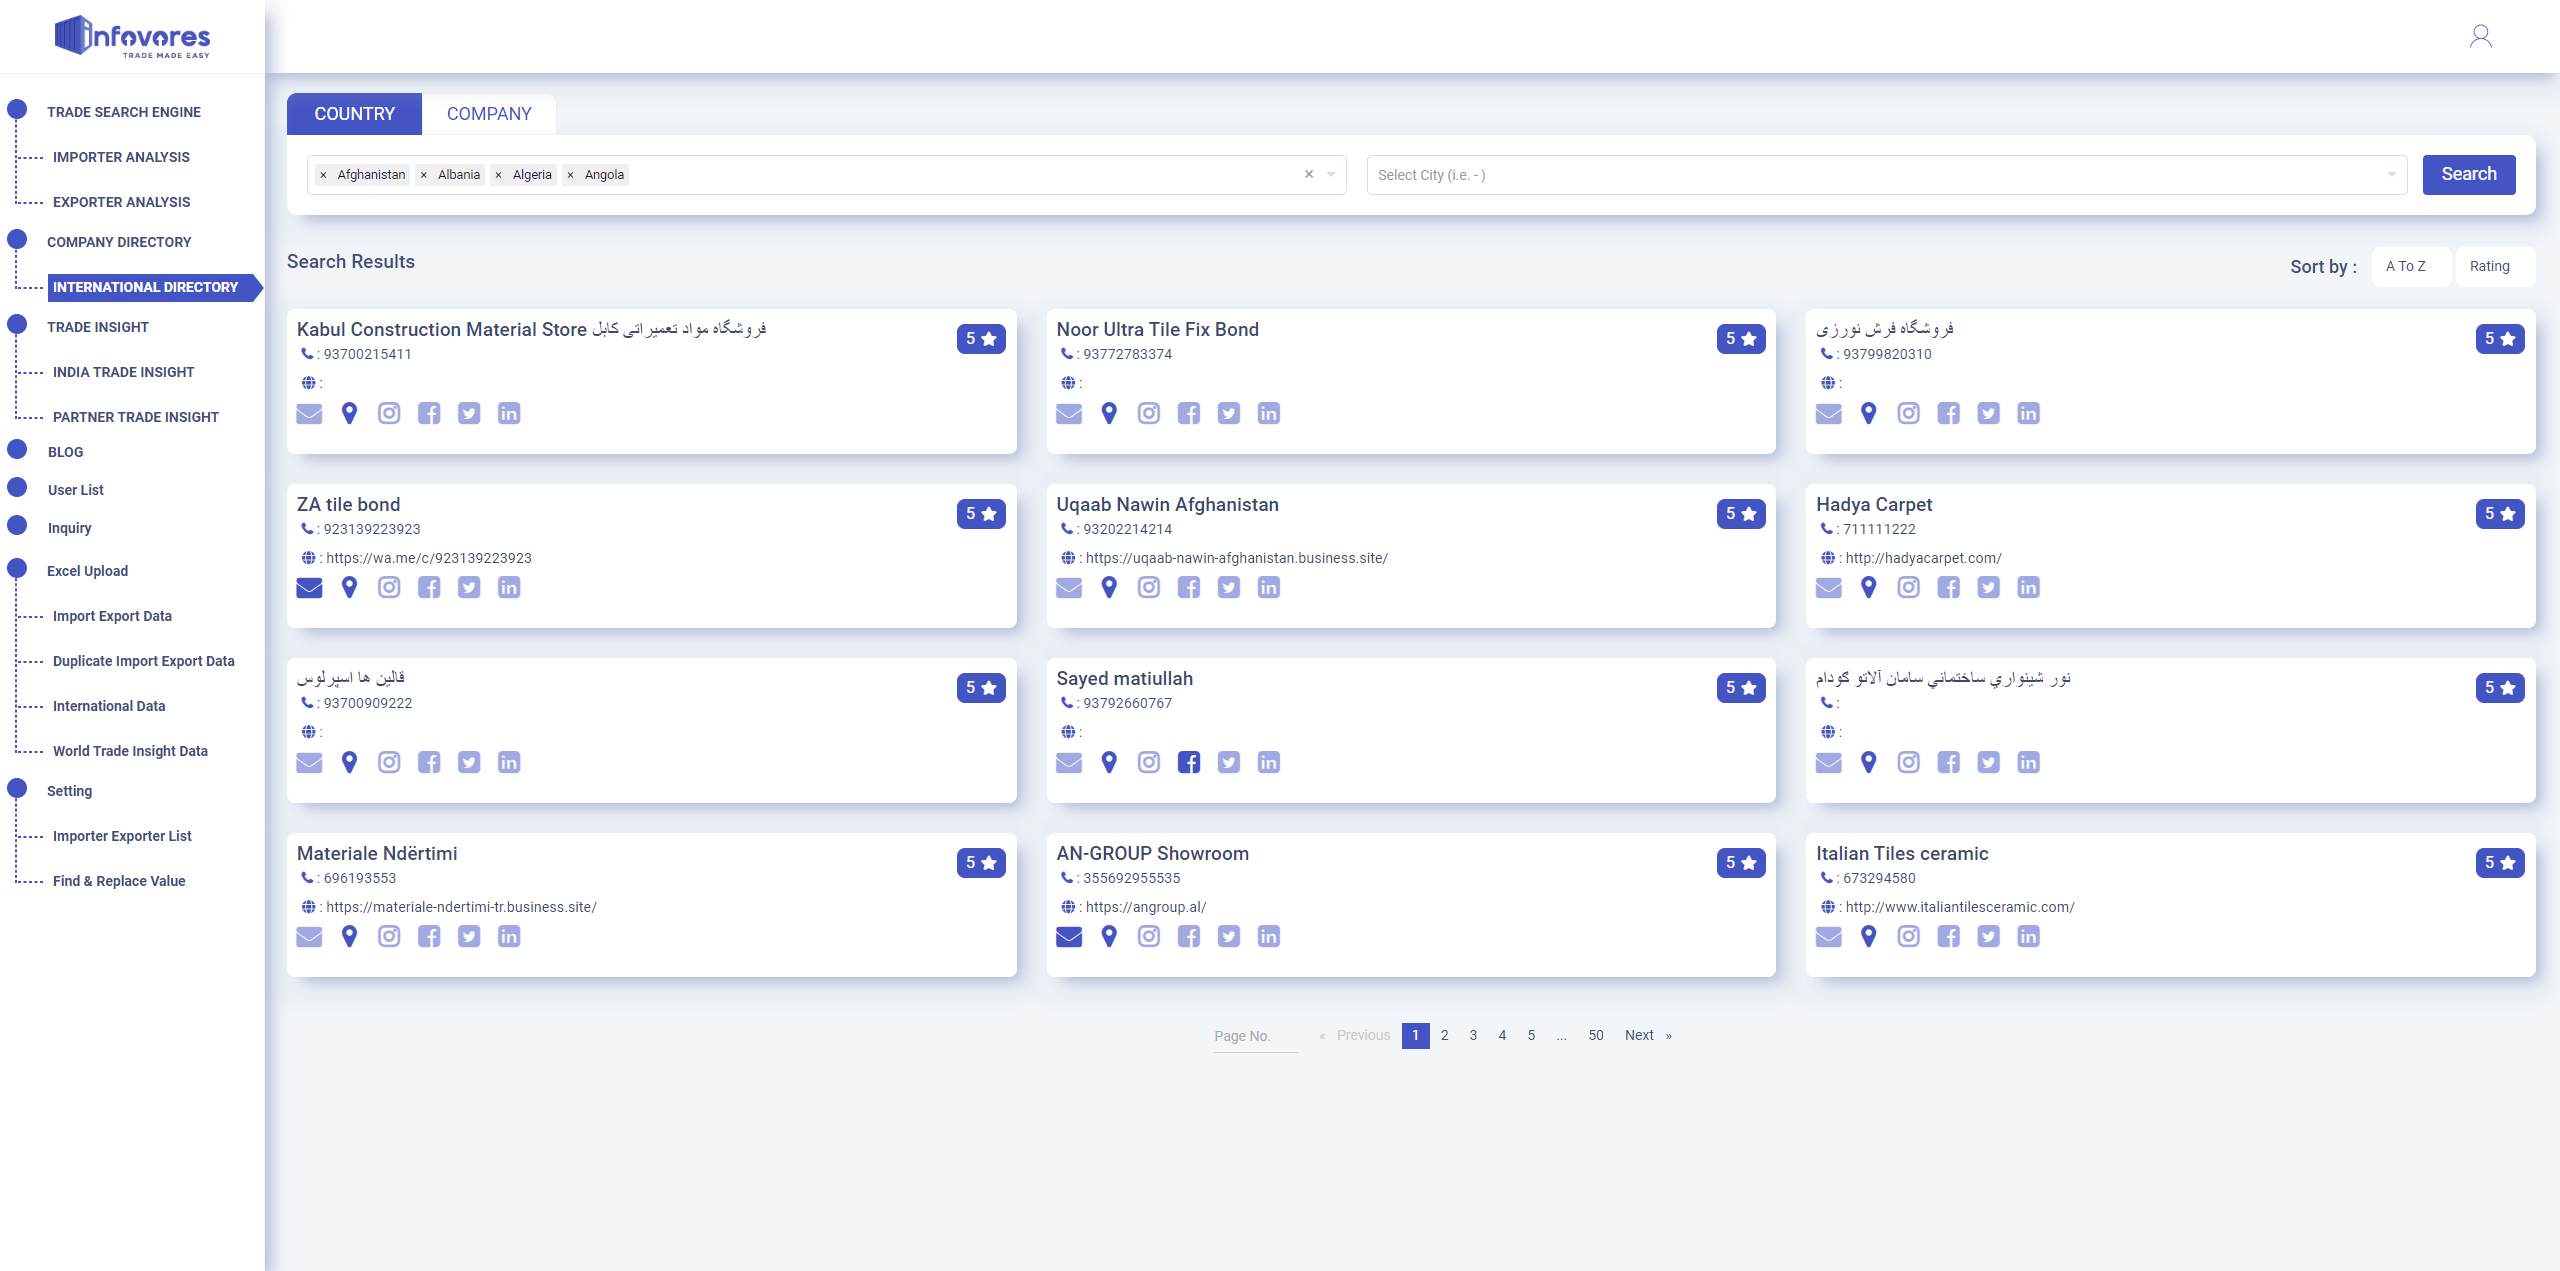 infovores
TRADE MADE EASY
TRADE SEARCH ENGINE
IMPORTER ANALYSIS
EXPORTER ANALYSIS
COMPANY DIRECTORY
INTERNATIONAL DIRECTORY
TRADE INSIGHT
INDIA TRADE INSIGHT
PARTNER TRADE INSIGHT
BLOG
User List
Inquiry
Excel Upload
Import Export Data
Duplicate Import Export Data
International Data
World Trade Insight Data
Setting
Importer Exporter List
Find & Replace Value
COUNTRY COMPANY
× Afghanistan × Albania × Algeria × Angola ×
Select City (i.e. - )
Search
Search Results
Sort by : A To Z Rating
Kabul Construction Material Store فروشگاه مواد تعمیراتی کابل
5
: 93700215411
:
Noor Ultra Tile Fix Bond
5
: 93772783374
:
فروشگاه فرش نورزی
5
: 93799820310
:
ZA tile bond
5
: 923139223923
: https://wa.me/c/923139223923
Uqaab Nawin Afghanistan
5
: 93202214214
: https://uqaab-nawin-afghanistan.business.site/
Hadya Carpet
5
: 711111222
: http://hadyacarpet.com/
قالین ها اسپرلوس
5
: 93700909222
:
Sayed matiullah
5
: 93792660767
:
نور شينواري ساختماني سامان آلاتو ګودام
5
:
:
Materiale Ndërtimi
5
: 696193553
: https://materiale-ndertimi-tr.business.site/
AN-GROUP Showroom
5
: 355692955535
: https://angroup.al/
Italian Tiles ceramic
5
: 673294580
: http://www.italiantilesceramic.com/
Page No. « Previous 1 2 3 4 5 ... 50 Next »